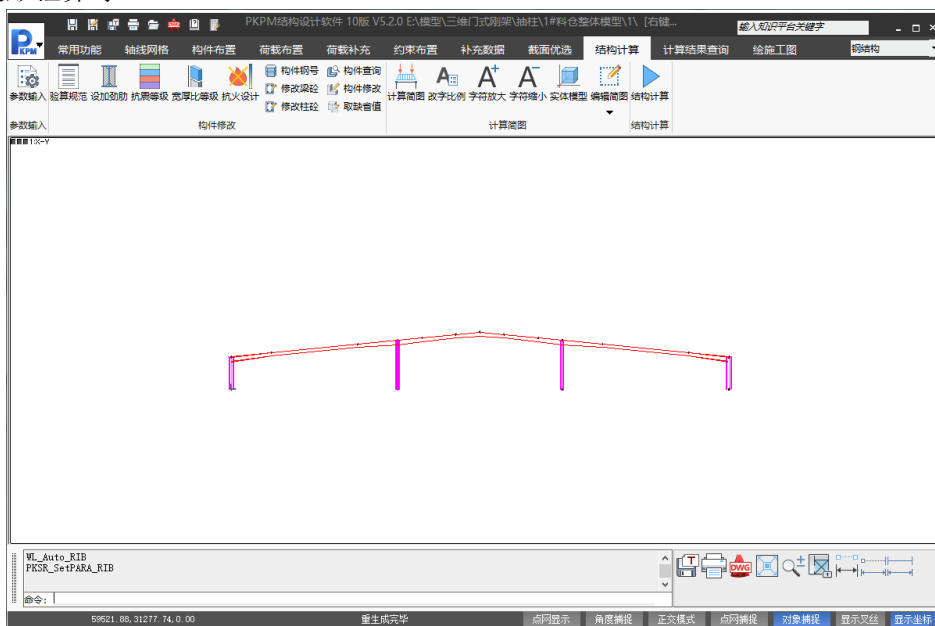 PKPM结构设计软件 10版 V5.2.0 E:\模型\三维门式刚架\抽柱\1#料仓整体模型\1\ [右键...
输入知识平台关键字
KPM
常用功能 轴线网格 构件布置 荷载布置 荷载补充 约束布置 补充数据 截面优选 结构计算 计算结果查询 绘施工图 钢结构
构件钢号 构件查询
修改梁砼 构件修改
参数输入 验算规范 设加劲肋 抗震等级 宽厚比等级 抗火设计 计算简图 改字比例 字符放大 字符缩小 实体模型 编辑简图 结构计算
修改柱砼 取缺省值
参数输入 构件修改 计算简图 结构计算
1:X-Y
WL_Auto_RIB
PKSR_SetPARA_RIB
DWG
命令:
59521.88,31277.74,0.00 重生成完毕 点网显示 角度捕捉 正交模式 点网捕捉 对象捕捉 显示叉丝 显示坐标